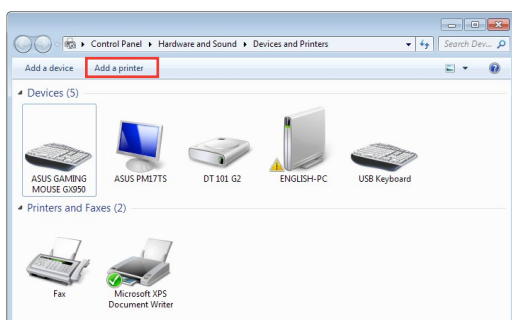 Control Panel ▸ Hardware and Sound ▸ Devices and Printers
Search Dev...
Add a device Add a printer
Devices (5)
ASUS GAMING MOUSE GX950
ASUS PM17TS
DT 101 G2
ENGLISH-PC
USB Keyboard
Printers and Faxes (2)
Fax
Microsoft XPS Document Writer